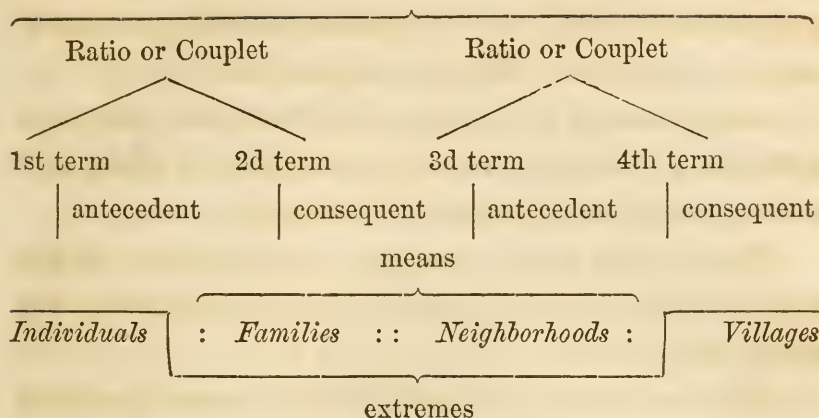 Ratio or Couplet Ratio or Couplet
1st term 2d term 3d term 4th term
antecedent consequent antecedent consequent
means
Individuals : Families :: Neighborhoods : Villages
extremes